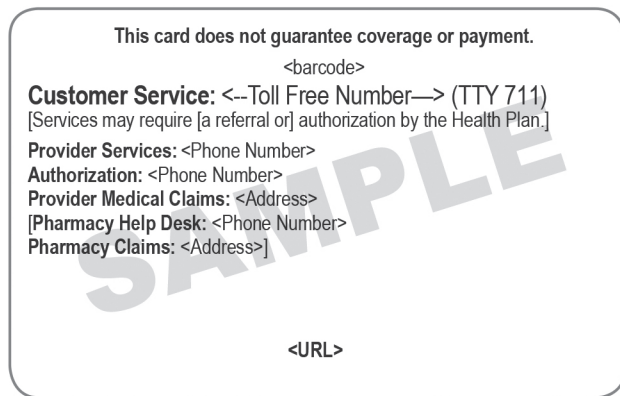 This card does not guarantee coverage or payment.
<barcode>
Customer Service: <--Toll Free Number—> (TTY 711)
[Services may require [a referral or] authorization by the Health Plan.]
Provider Services: <Phone Number>
Authorization: <Phone Number>
Provider Medical Claims: <Address>
[Pharmacy Help Desk: <Phone Number>
Pharmacy Claims: <Address>]
SAMPLE
<URL>